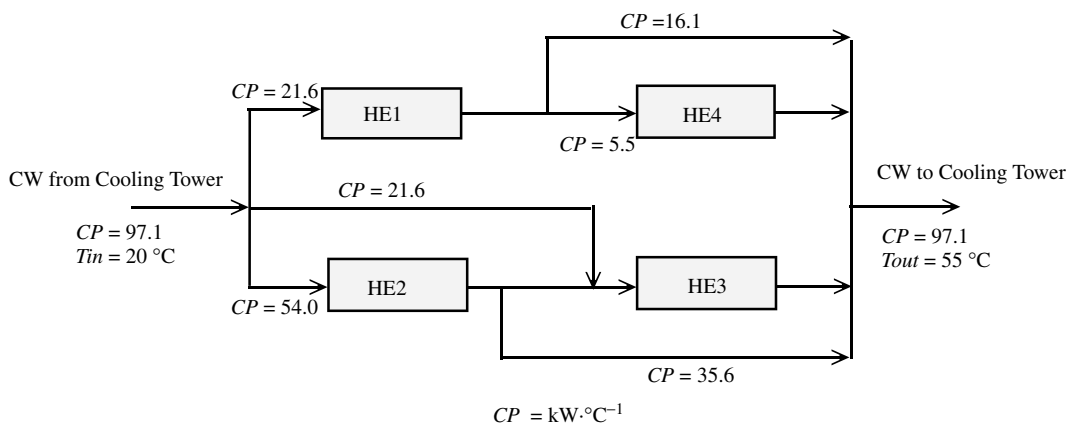 CP =16.1
CP = 21.6
HE1
HE4
CP = 5.5
CW from Cooling Tower
CP = 21.6
CW to Cooling Tower
CP = 97.1
Tin = 20 °C
CP = 97.1
Tout = 55 °C
HE2
HE3
CP = 54.0
CP = 35.6
CP = kW·°C⁻¹